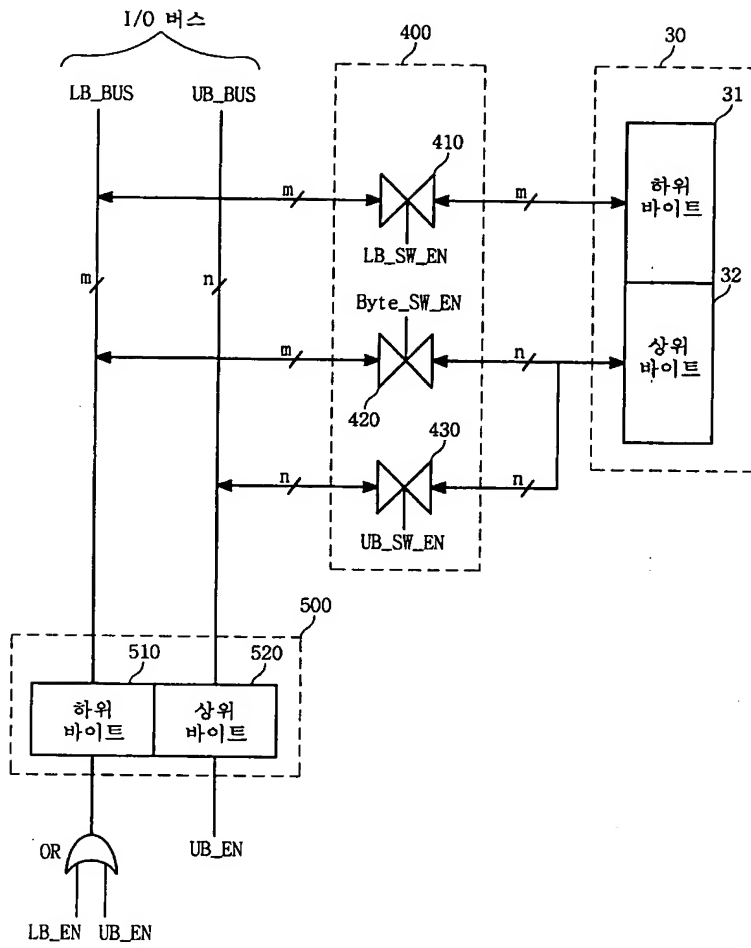 I/O 버스
LB_BUS UB_BUS
400
30
31
410
m m
하위
바이트
LB_SW_EN
32
m n
Byte_SW_EN
m n
상위
바이트
420
430
n n
UB_SW_EN
500
510 520
하위
바이트
상위
바이트
OR
UB_EN
LB_EN UB_EN